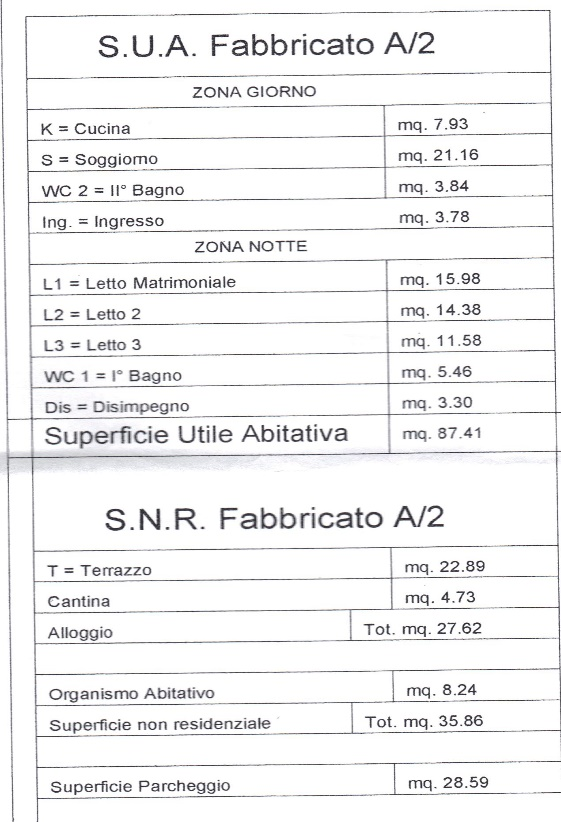 S.U.A. Fabbricato A/2
ZONA GIORNO
K = Cucina mq. 7.93
S = Soggiorno mq. 21.16
WC 2 = II° Bagno mq. 3.84
Ing. = Ingresso mq. 3.78
ZONA NOTTE
L1 = Letto Matrimoniale mq. 15.98
L2 = Letto 2 mq. 14.38
L3 = Letto 3 mq. 11.58
WC 1 = I° Bagno mq. 5.46
Dis = Disimpegno mq. 3.30
Superficie Utile Abitativa mq. 87.41
S.N.R. Fabbricato A/2
T = Terrazzo mq. 22.89
Cantina mq. 4.73
Alloggio Tot. mq. 27.62
Organismo Abitativo mq. 8.24
Superficie non residenziale Tot. mq. 35.86
Superficie Parcheggio mq. 28.59